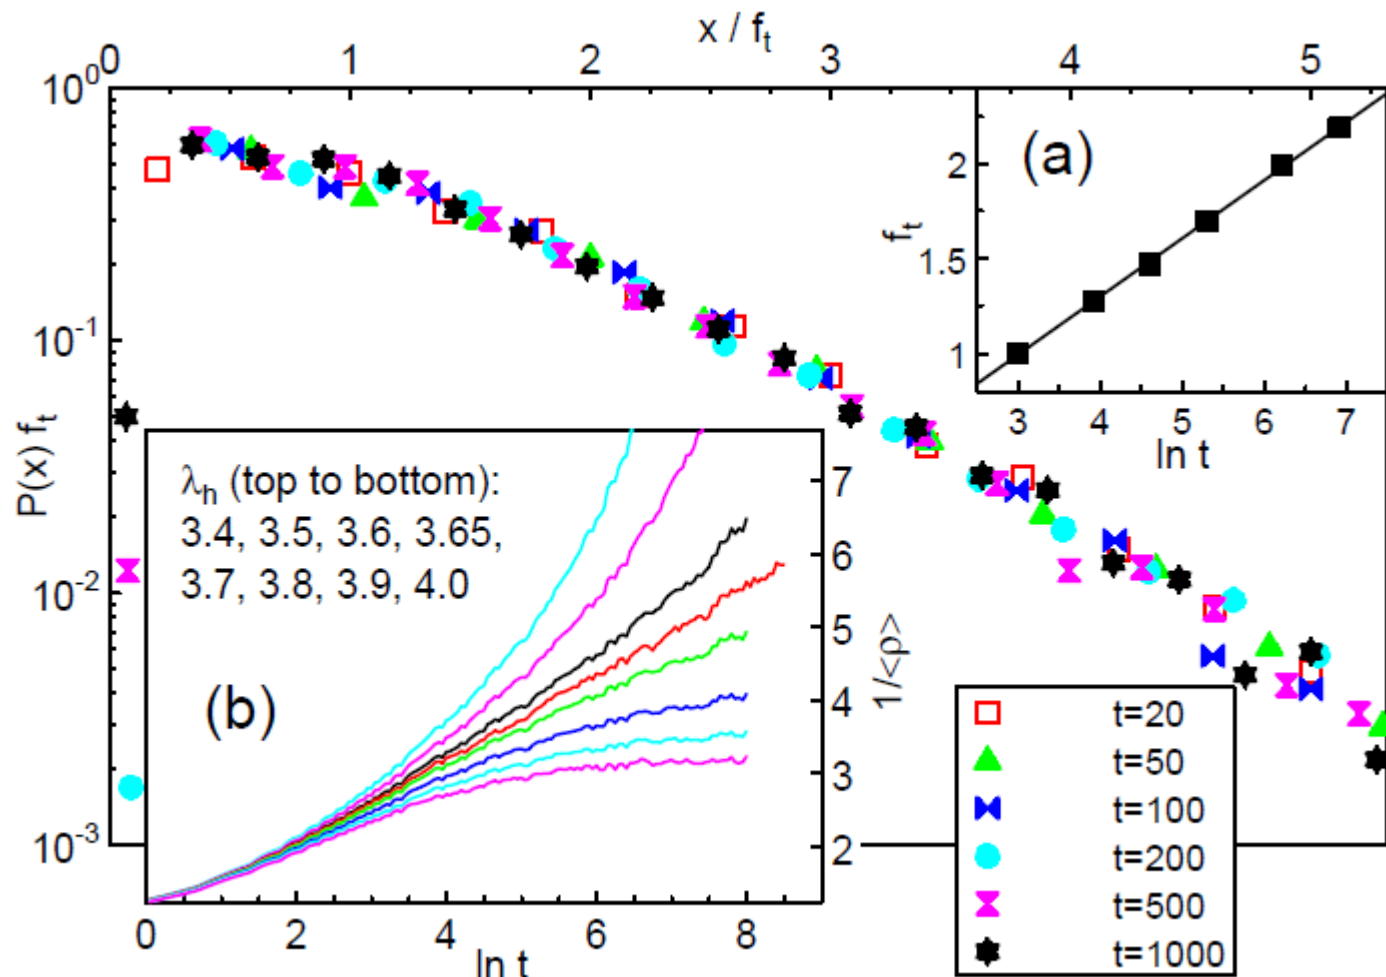 x / f_t
0 1 2 3 4 5
10^0
10^-1
10^-2
10^-3
P(x) f_t
(a)
f_t
2
1.5
1
3 4 5 6 7
ln t
λ_h (top to bottom):
3.4, 3.5, 3.6, 3.65,
3.7, 3.8, 3.9, 4.0
(b)
7
6
5
4
3
2
1/<ρ>
0 2 4 6 8
ln t
t=20
t=50
t=100
t=200
t=500
t=1000